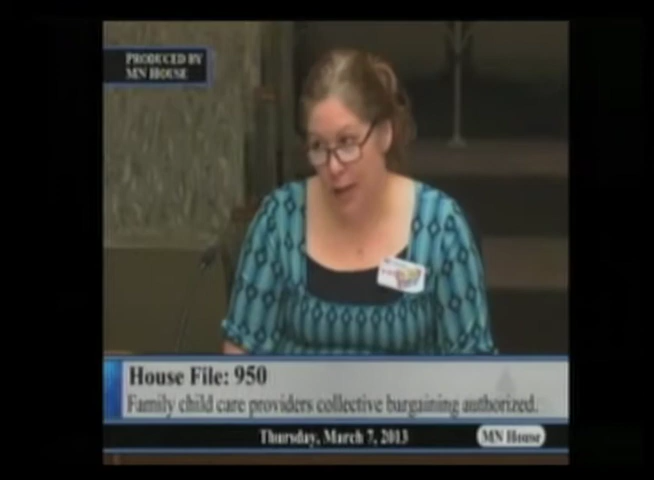 PRODUCED BY
MN HOUSE
House File: 950
Family child care providers collective bargaining authorized.
Thursday, March 7, 2013
MN House